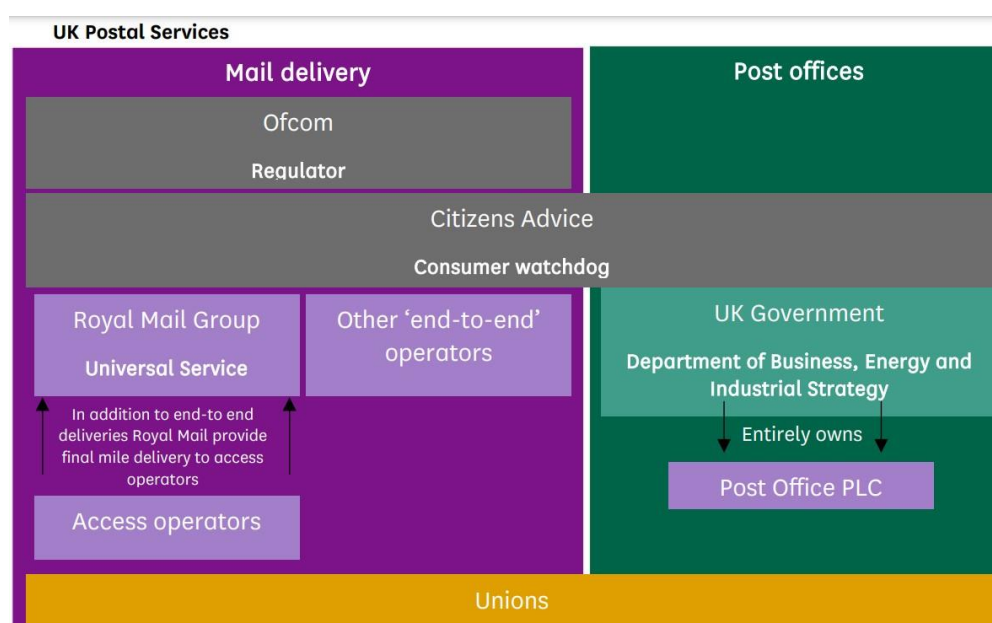 UK Postal Services
Mail delivery
Post offices
Ofcom
Regulator
Citizens Advice
Consumer watchdog
Royal Mail Group
Universal Service
Other ‘end-to-end’
operators
UK Government
Department of Business, Energy and
Industrial Strategy
In addition to end-to end
deliveries Royal Mail provide
final mile delivery to access
operators
Entirely owns
Post Office PLC
Access operators
Unions